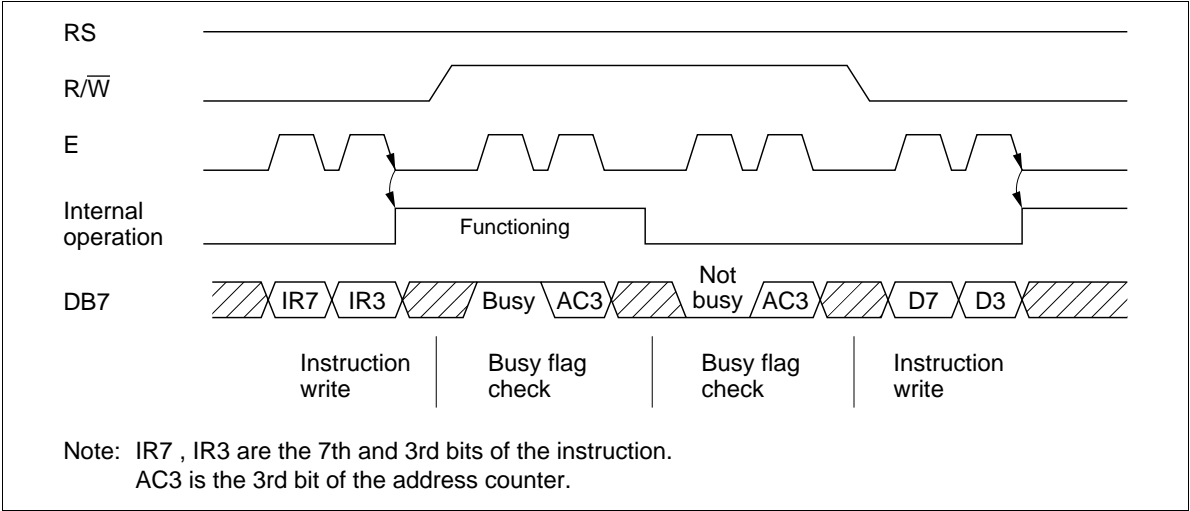 RS
R/W̅
E
Internal
operation
Functioning
DB7
IR7 IR3 Busy AC3 Not
busy AC3 D7 D3
Instruction
write
Busy flag
check
Busy flag
check
Instruction
write
Note: IR7 , IR3 are the 7th and 3rd bits of the instruction.
AC3 is the 3rd bit of the address counter.